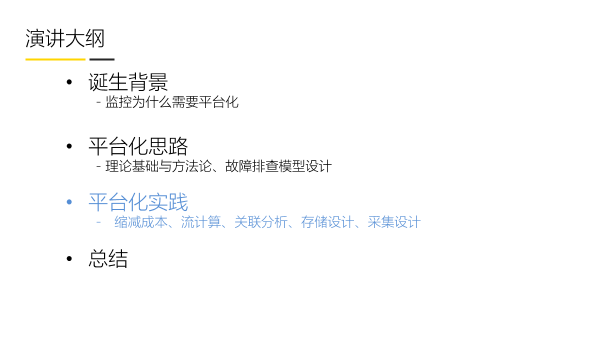 演讲大纲
• 诞生背景
- 监控为什么需要平台化
• 平台化思路
- 理论基础与方法论、故障排查模型设计
• 平台化实践
- 缩减成本、流计算、关联分析、存储设计、采集设计
• 总结